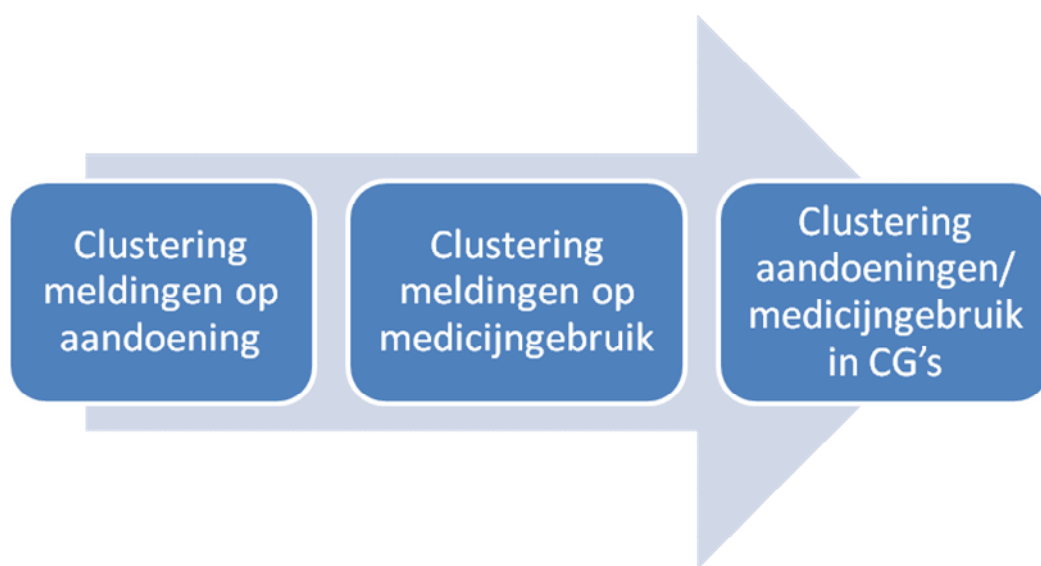 Clustering
meldingen op
aandoening
Clustering
meldingen op
medicijngebruik
Clustering
aandoeningen/
medicijngebruik
in CG’s